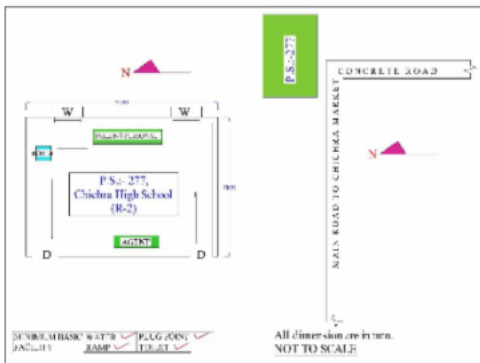 N
W
W
P.S.:- 277,
Chichra High School
(R-2)
AGENT
D
D
MINIMUM BASIC FACILITY
WATER
PLUG POINT
RAMP
TOILET
P.S.:-277
CONCRETE ROAD
MAIN ROAD TO CHICHRA MARKET
N
All dimension are in mm.
NOT TO SCALE